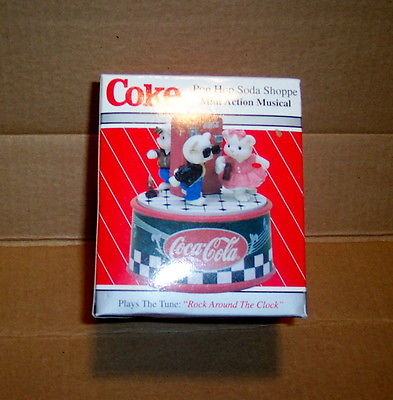 Coke Pop Hop Soda Shoppe
Mini Action Musical
Coca-Cola
Plays The Tune: "Rock Around The Clock"